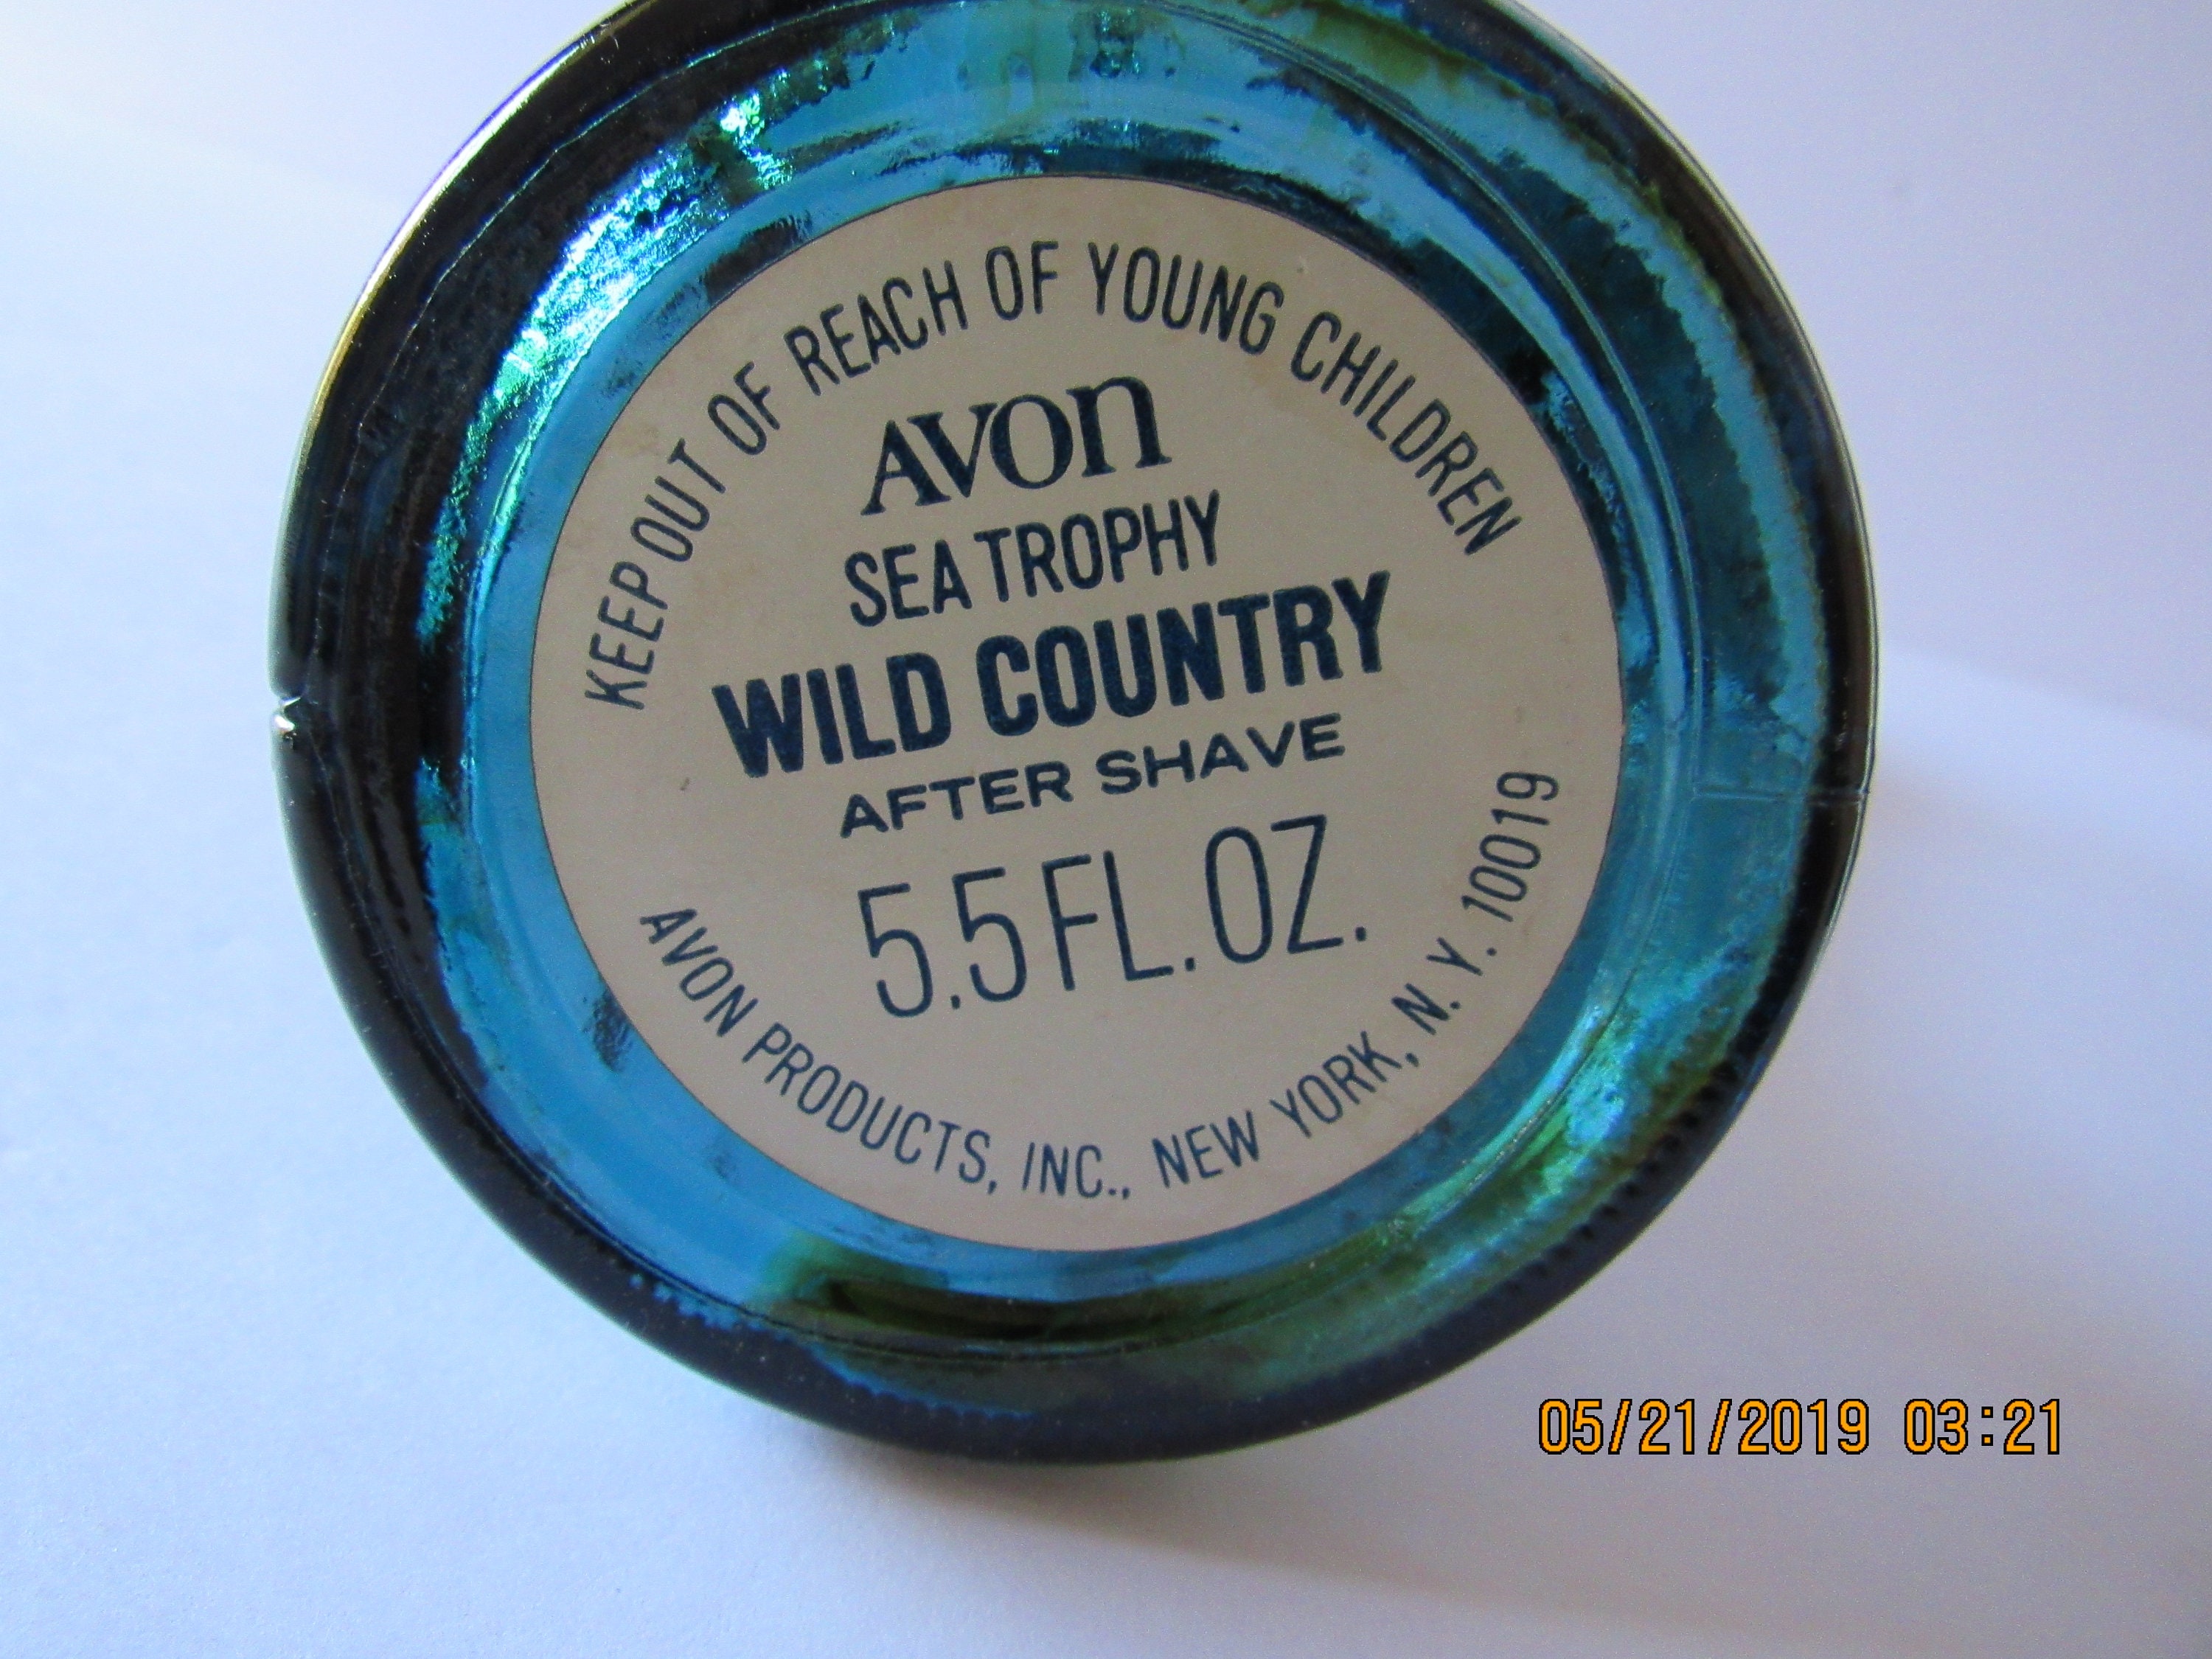 KEEP OUT OF REACH OF YOUNG CHILDREN
AVON
SEA TROPHY
WILD COUNTRY
AFTER SHAVE
5.5 FL. OZ.
AVON PRODUCTS, INC., NEW YORK, N.Y. 10019
05/21/2019 03:21